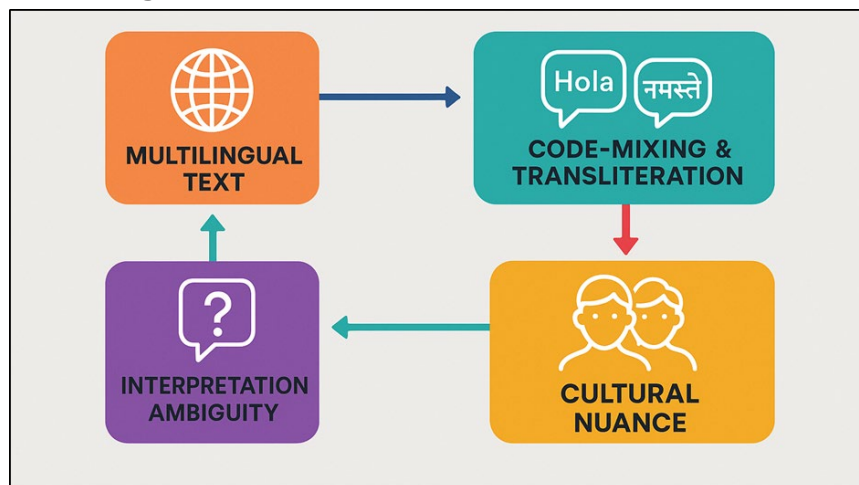 MULTILINGUAL
TEXT
Hola
नमस्ते
CODE-MIXING &
TRANSLITERATION
?
INTERPRETATION
AMBIGUITY
CULTURAL
NUANCE